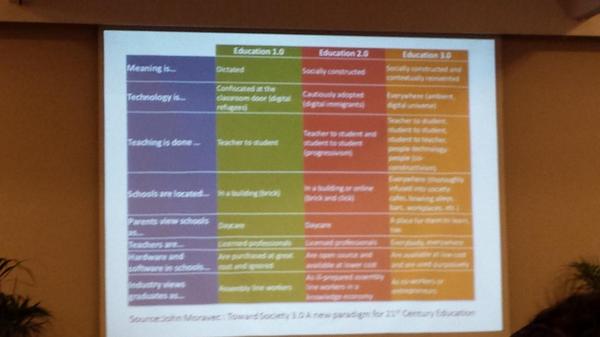 Education 1.0 Education 2.0 Education 3.0
Meaning is... Dictated Socially constructed Socially constructed and
contextually reinvented
Technology is... Confiscated at the
classroom door (digital
refugees) Cautiously adopted
(digital immigrants) Everywhere (ambient,
digital universe)
Teaching is done ... Teacher to student Teacher to student and
student to student
(progressivism) Teacher to student,
student to student,
student to teacher,
people-technology-
people (co-
constructivism)
Schools are located... In a building (brick) In a building or online
(brick and click) Everywhere (thoroughly
infused into society:
cafes, bowling alleys,
bars, workplaces, etc.)
Parents view schools
as... Daycare Daycare A place for them to learn,
too
Teachers are... Licensed professionals Licensed professionals Everybody, everywhere
Hardware and
software in schools... Are purchased at great
cost and ignored Are open source and
available at lower cost Are available at low cost
and are used purposively
Industry views
graduates as... Assembly line workers As ill-prepared assembly
line workers in a
knowledge economy As co-workers or
entrepreneurs
Source:John Moravec : Toward Society 3.0 A new paradigm for 21st Century Education